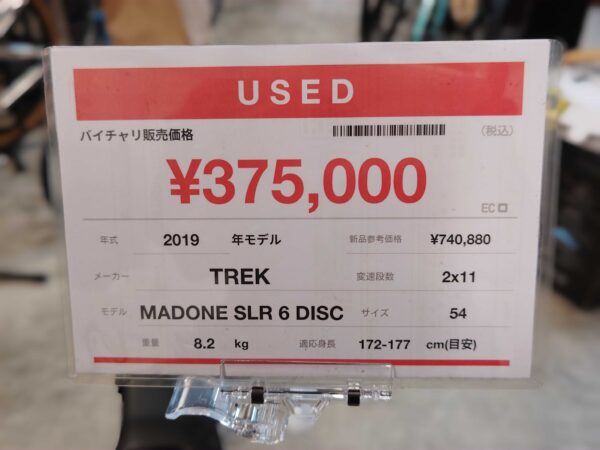 USED
バイチャリ販売価格 (税込)
¥375,000
EC
年式 2019 年モデル 新品参考価格 ¥740,880
メーカー TREK 変速段数 2x11
モデル MADONE SLR 6 DISC サイズ 54
重量 8.2 kg 適応身長 172-177 cm(目安)